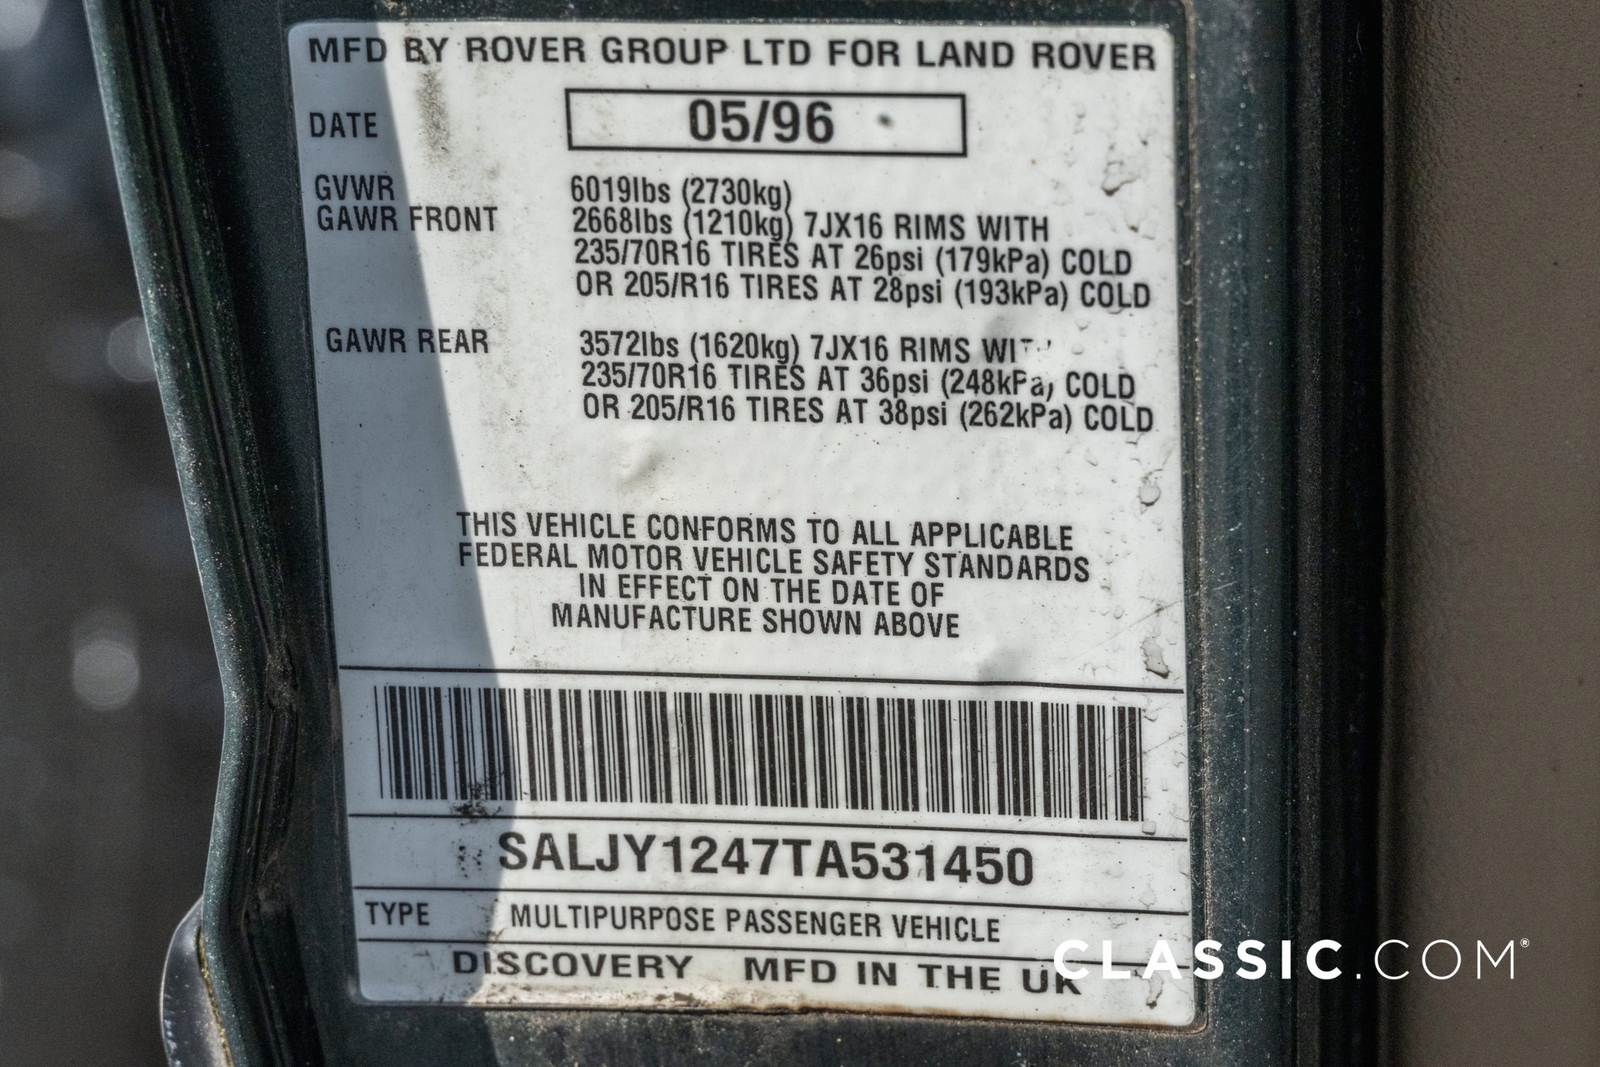 MFD BY ROVER GROUP LTD FOR LAND ROVER
DATE 05/96
GVWR 6019lbs (2730kg)
GAWR FRONT 2668lbs (1210kg) 7JX16 RIMS WITH
235/70R16 TIRES AT 26psi (179kPa) COLD
OR 205/R16 TIRES AT 28psi (193kPa) COLD
GAWR REAR 3572lbs (1620kg) 7JX16 RIMS WITH
235/70R16 TIRES AT 36psi (248kPa) COLD
OR 205/R16 TIRES AT 38psi (262kPa) COLD
THIS VEHICLE CONFORMS TO ALL APPLICABLE
FEDERAL MOTOR VEHICLE SAFETY STANDARDS
IN EFFECT ON THE DATE OF
MANUFACTURE SHOWN ABOVE
SALJY1247TA531450
TYPE MULTIPURPOSE PASSENGER VEHICLE
DISCOVERY MFD IN THE UK
CLASSIC.COM®